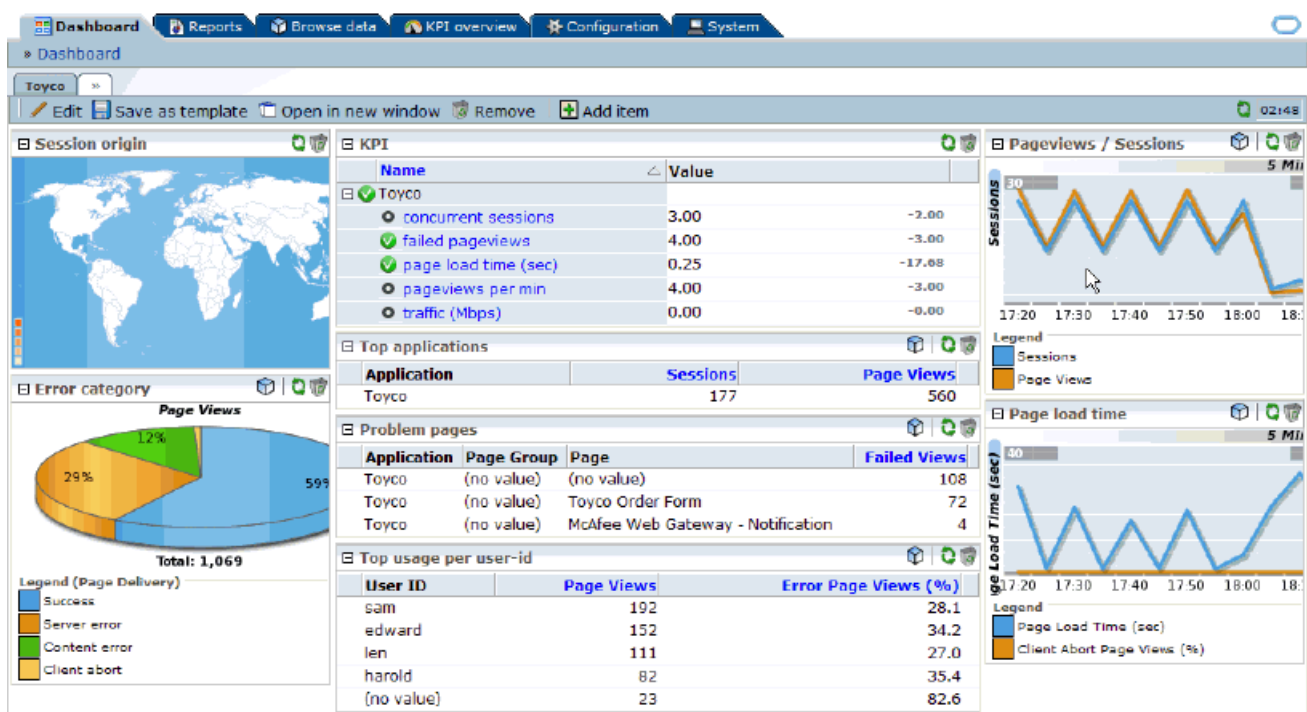 Dashboard Reports Browse data KPI overview Configuration System
» Dashboard
Toyco »
Edit Save as template Open in new window Remove Add item 02:48
Session origin
Error category
Page Views
12%
29%
59%
Total: 1,069
Legend (Page Delivery)
Success
Server error
Content error
Client abort
KPI
Name Value
Toyco
concurrent sessions 3.00 -2.00
failed pageviews 4.00 -3.00
page load time (sec) 0.25 -17.68
pageviews per min 4.00 -3.00
traffic (Mbps) 0.00 -0.00
Top applications
Application Sessions Page Views
Toyco 177 560
Problem pages
Application Page Group Page Failed Views
Toyco (no value) (no value) 108
Toyco (no value) Toyco Order Form 72
Toyco (no value) McAfee Web Gateway - Notification 4
Top usage per user-id
User ID Page Views Error Page Views (%)
sam 192 28.1
edward 152 34.2
len 111 27.0
harold 82 35.4
(no value) 23 82.6
Pageviews / Sessions
5 Min
Sessions
30
17:20 17:30 17:40 17:50 18:00 18:
Legend
Sessions
Page Views
Page load time
5 Min
ge Load Time (sec)
40
17:20 17:30 17:40 17:50 18:00 18:
Legend
Page Load Time (sec)
Client Abort Page Views (%)